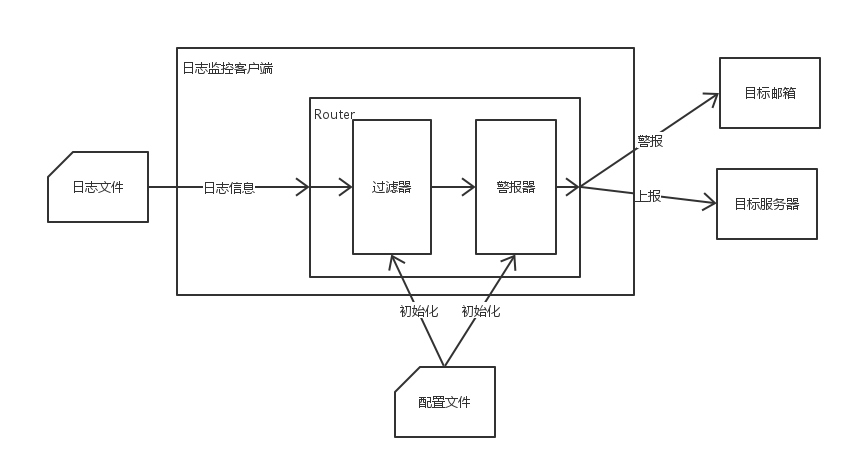 日志监控客户端
目标邮箱
Router
警报
日志文件
日志信息
过滤器
警报器
上报
目标服务器
初始化
初始化
配置文件